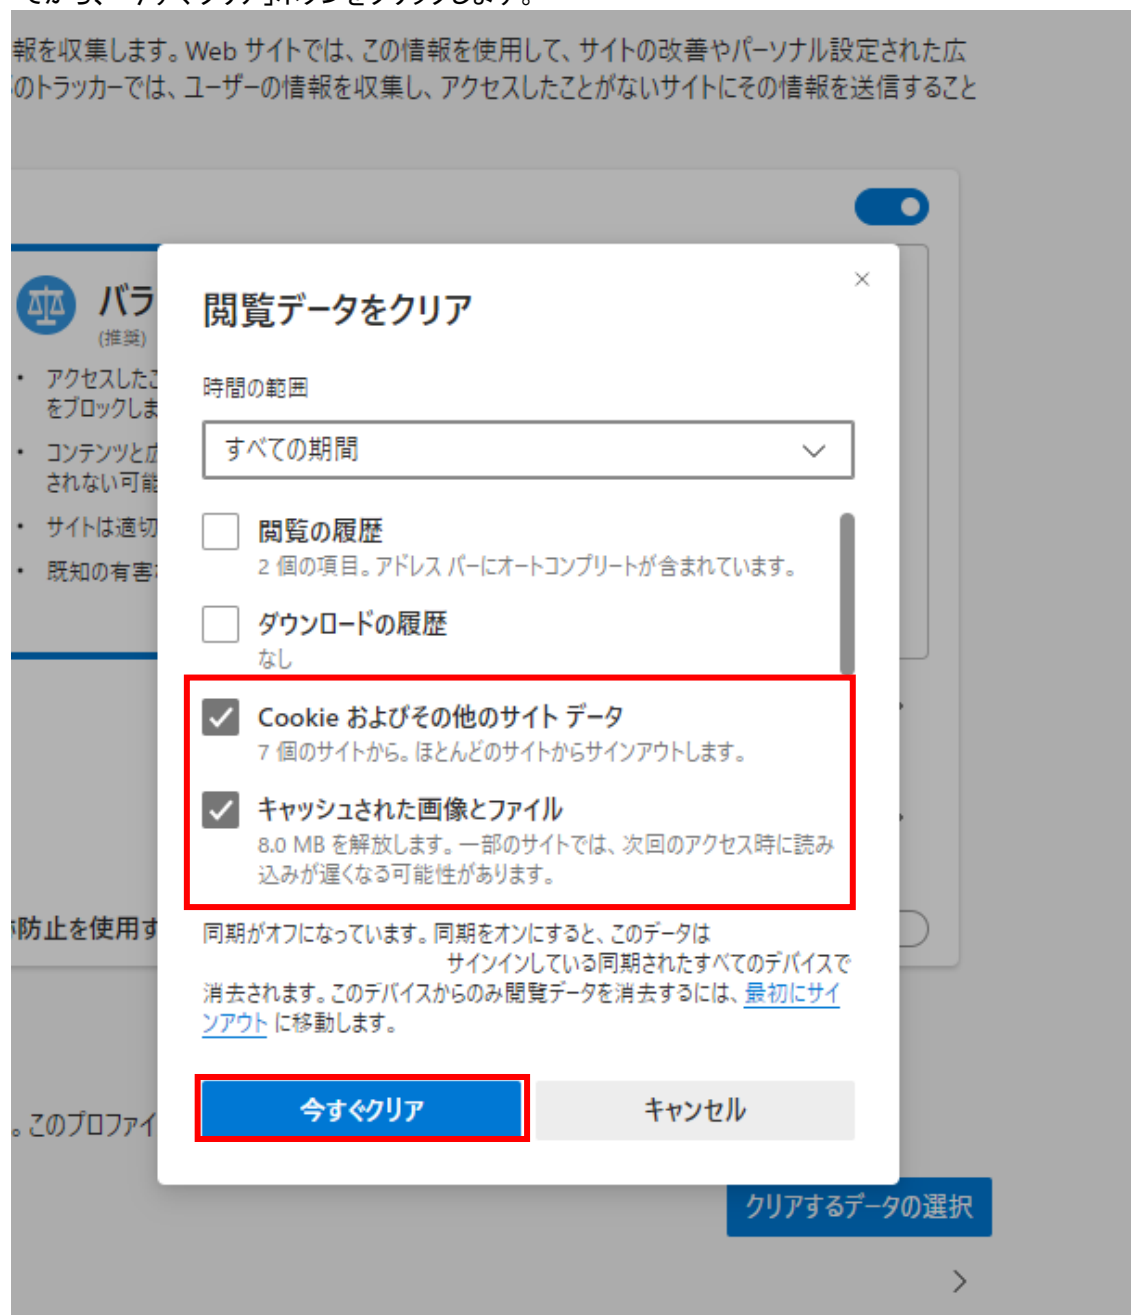 報を収集します。Web サイトでは、この情報を使用して、サイトの改善やパーソナル設定された広
のトラッカーでは、ユーザーの情報を収集し、アクセスしたことがないサイトにその情報を送信すること
バラ
(推奨)
• アクセスしたこ
をブロックしま
• コンテンツと広
されない可能
• サイトは適切
• 既知の有害
防止を使用す
。このプロファイ
閲覧データをクリア
時間の範囲
すべての期間
閲覧の履歴
2 個の項目。アドレス バーにオートコンプリートが含まれています。
ダウンロードの履歴
なし
Cookie およびその他のサイト データ
7 個のサイトから。ほとんどのサイトからサインアウトします。
キャッシュされた画像とファイル
8.0 MB を解放します。一部のサイトでは、次回のアクセス時に読み
込みが遅くなる可能性があります。
同期がオフになっています。同期をオンにすると、このデータは
サインインしている同期されたすべてのデバイスで
消去されます。このデバイスからのみ閲覧データを消去するには、最初にサイ
ンアウト に移動します。
今すぐクリア
キャンセル
クリアするデータの選択